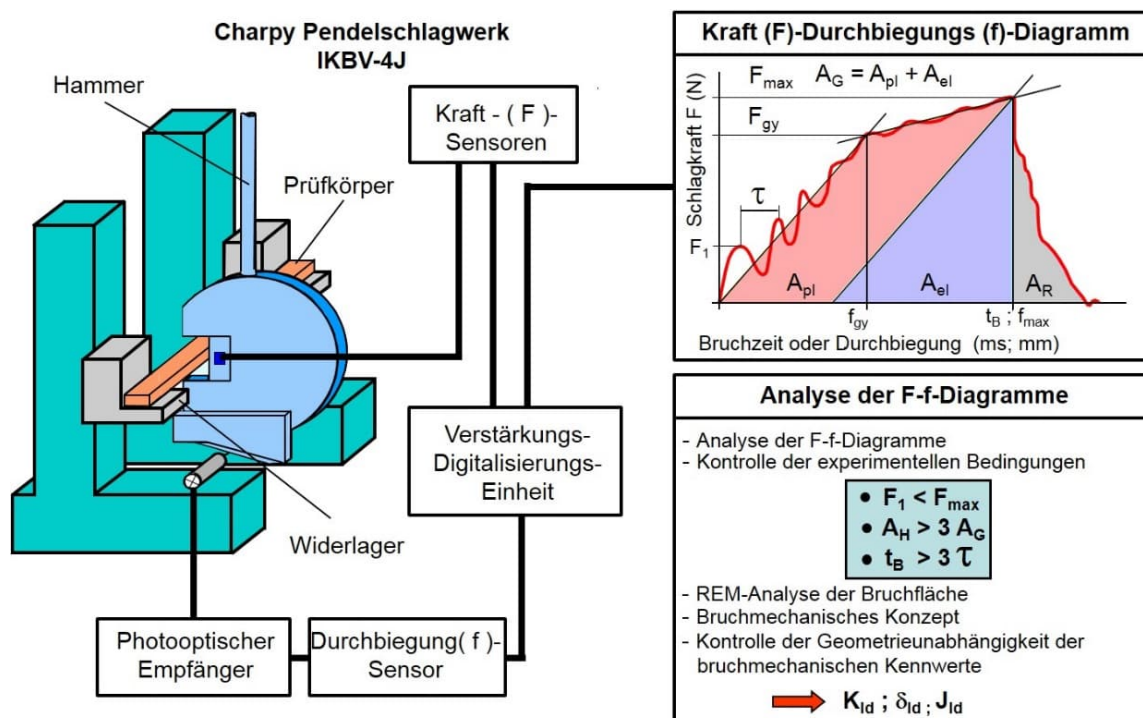 Charpy Pendelschlagwerk
IKBV-4J
Hammer
Prüfkörper
Widerlager
Kraft - ( F )-
Sensoren
Verstärkungs-
Digitalisierungs-
Einheit
Photooptischer
Empfänger
Durchbiegung( f )-
Sensor
Kraft (F)-Durchbiegungs (f)-Diagramm
Schlagkraft F (N)
Fmax
AG = Apl + Ael
Fgy
τ
F1
Apl
Ael
AR
fgy
tB ; fmax
Bruchzeit oder Durchbiegung (ms; mm)
Analyse der F-f-Diagramme
- Analyse der F-f-Diagramme
- Kontrolle der experimentellen Bedingungen
● F1 < Fmax
● AH > 3 AG
● tB > 3 τ
- REM-Analyse der Bruchfläche
- Bruchmechanisches Konzept
- Kontrolle der Geometrieunabhängigkeit der
bruchmechanischen Kennwerte
KId ; δId ; JId